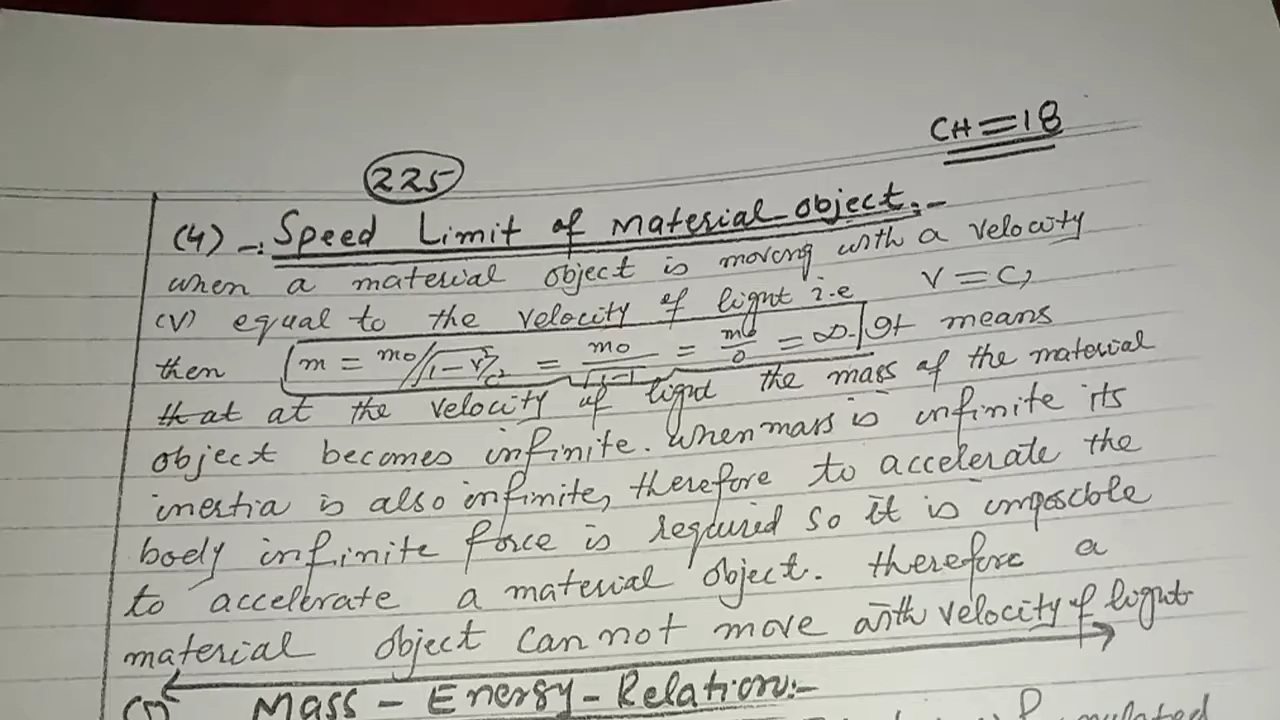 CH=18
225
(4) -: Speed Limit of material object:-
when a material object is moving with a velocity
(v) equal to the velocity of light i.e v = c,
then m = mo/√1-v²/c² = mo/√1-1 = mo/0 = ∞. It means
that at the velocity of light the mass of the material
object becomes infinite. when mass is infinite its
inertia is also infinite, therefore to accelerate the
body infinite force is required so it is impossible
to accelerate a material object. therefore a
material object can not move with velocity of light
Mass - Energy - Relation:-